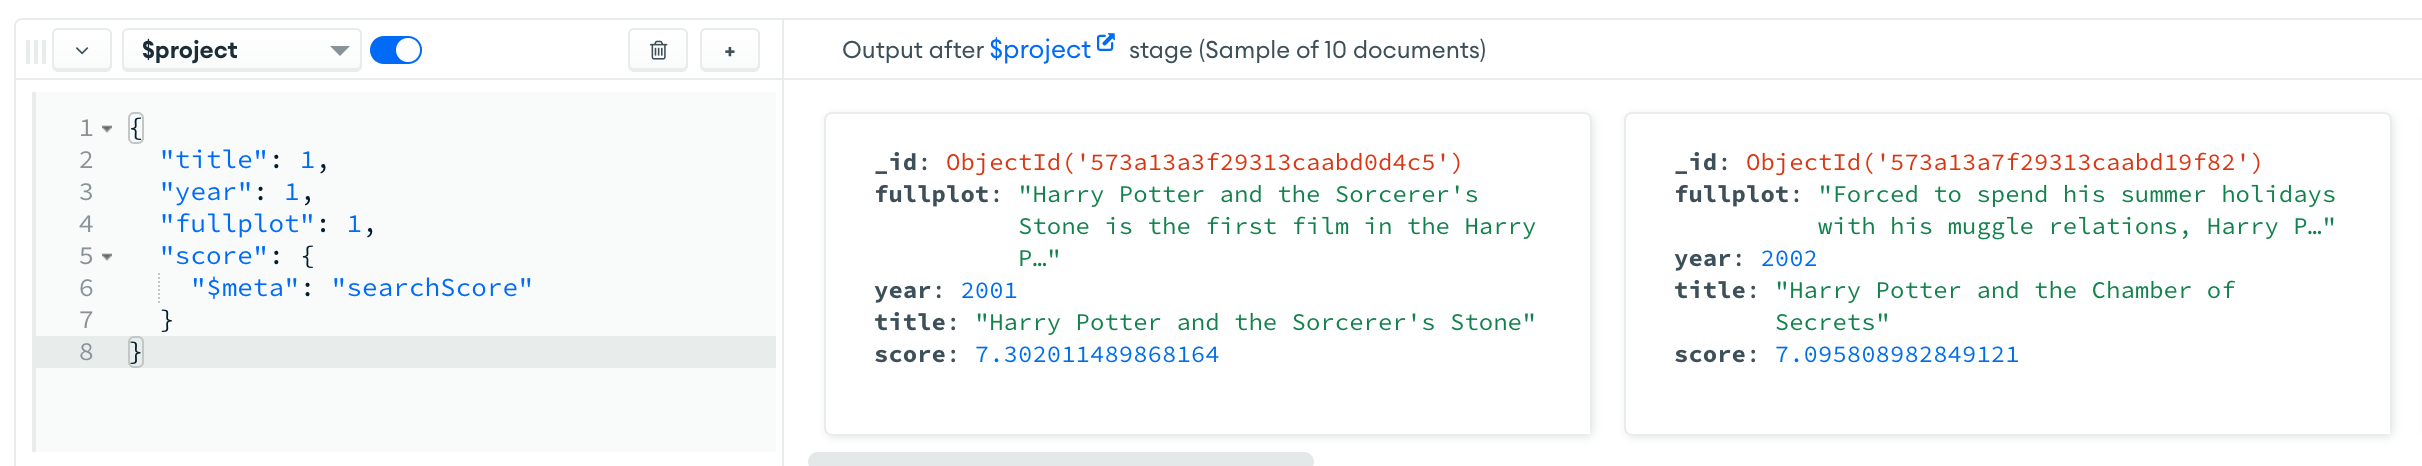 $project
+
Output after $project stage (Sample of 10 documents)
1 {
2 "title": 1,
3 "year": 1,
4 "fullplot": 1,
5 "score": {
6 "$meta": "searchScore"
7 }
8 }
_id: ObjectId('573a13a3f29313caabd0d4c5')
fullplot: "Harry Potter and the Sorcerer's
Stone is the first film in the Harry
P…"
year: 2001
title: "Harry Potter and the Sorcerer's Stone"
score: 7.302011489868164
_id: ObjectId('573a13a7f29313caabd19f82')
fullplot: "Forced to spend his summer holidays
with his muggle relations, Harry P…"
year: 2002
title: "Harry Potter and the Chamber of
Secrets"
score: 7.095808982849121